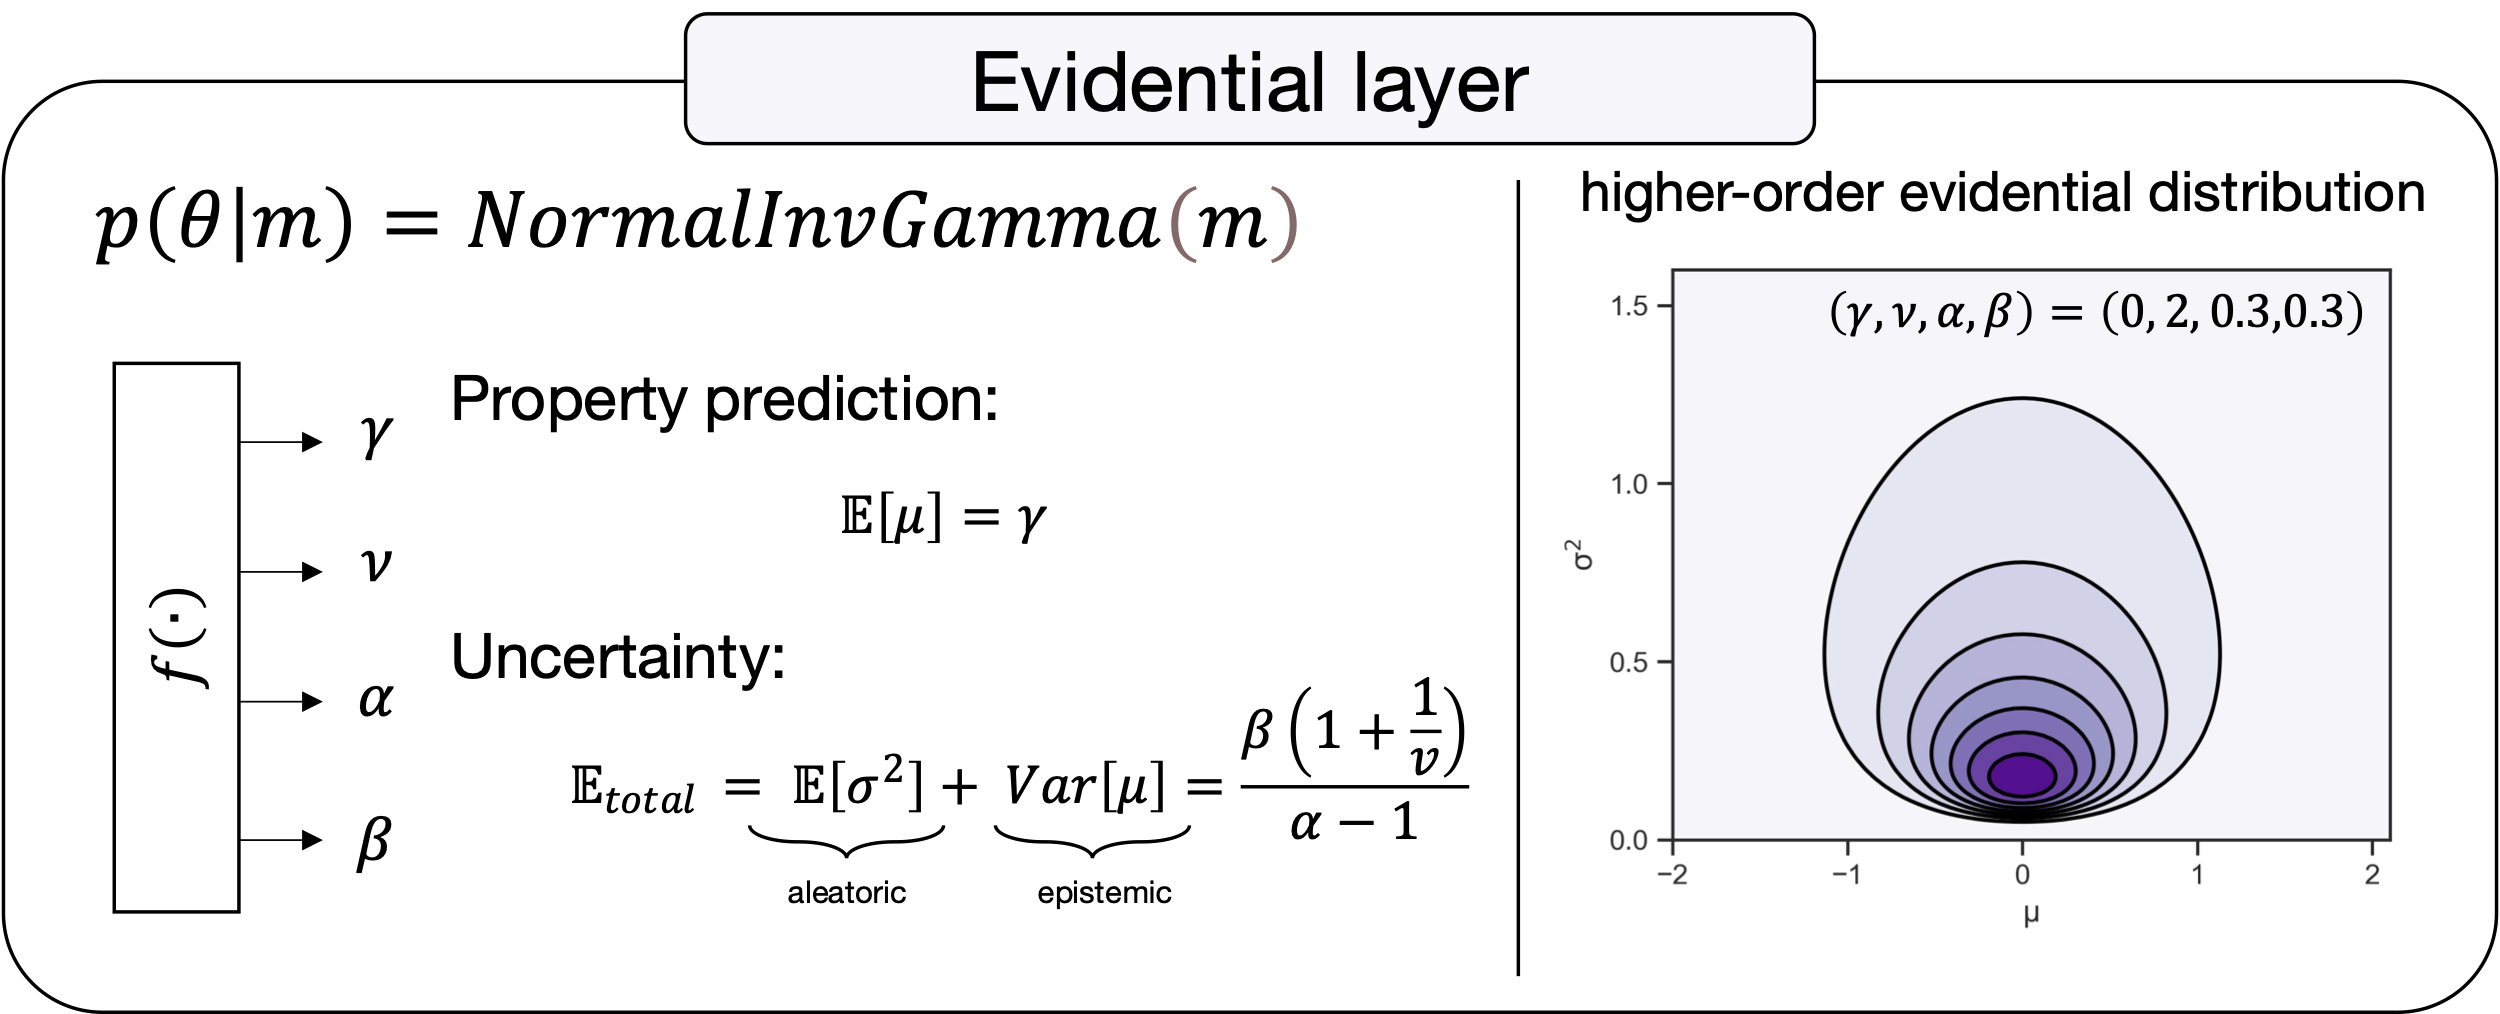 Evidential layer
p(θ|m) = NormalInvGamma(m)
f(·)
γ
ν
α
β
Property prediction:
𝔼[μ] = γ
Uncertainty:
𝔼total = 𝔼[σ²] + Var[μ] = β(1 + 1/ν) / (α − 1)
aleatoric epistemic
higher-order evidential distribution
(γ, ν, α, β) = (0, 2, 0.3,0.3)
1.5
1.0
0.5
0.0
σ²
−2 −1 0 1 2
μ